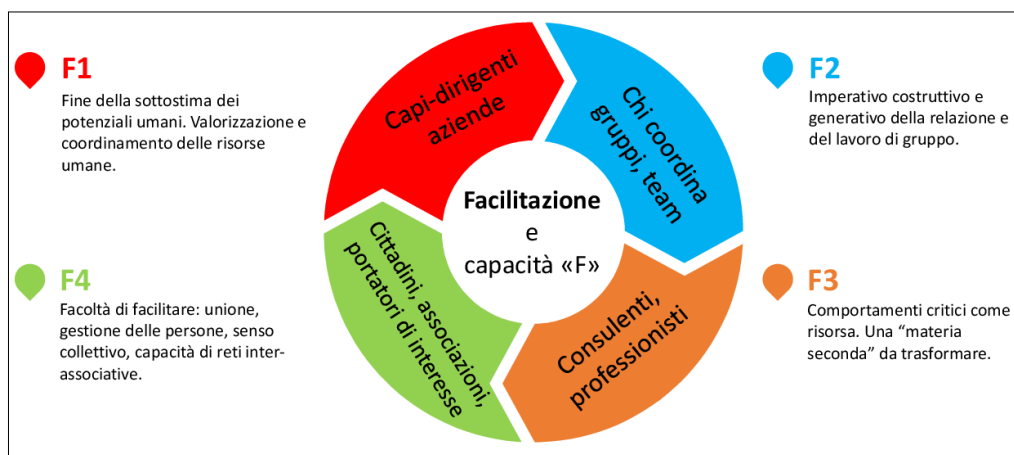 F1
Fine della sottostima dei
potenziali umani. Valorizzazione e
coordinamento delle risorse
umane.
Capi-dirigenti
aziende
Chi coordina
gruppi, team
F2
Imperativo costruttivo e
generativo della relazione e
del lavoro di gruppo.
Facilitazione
e
capacità «F»
F4
Facoltà di facilitare: unione,
gestione delle persone, senso
collettivo, capacità di reti inter-
associative.
Cittadini, associazioni,
portatori di interesse
Consulenti,
professionisti
F3
Comportamenti critici come
risorsa. Una “materia
seconda” da trasformare.